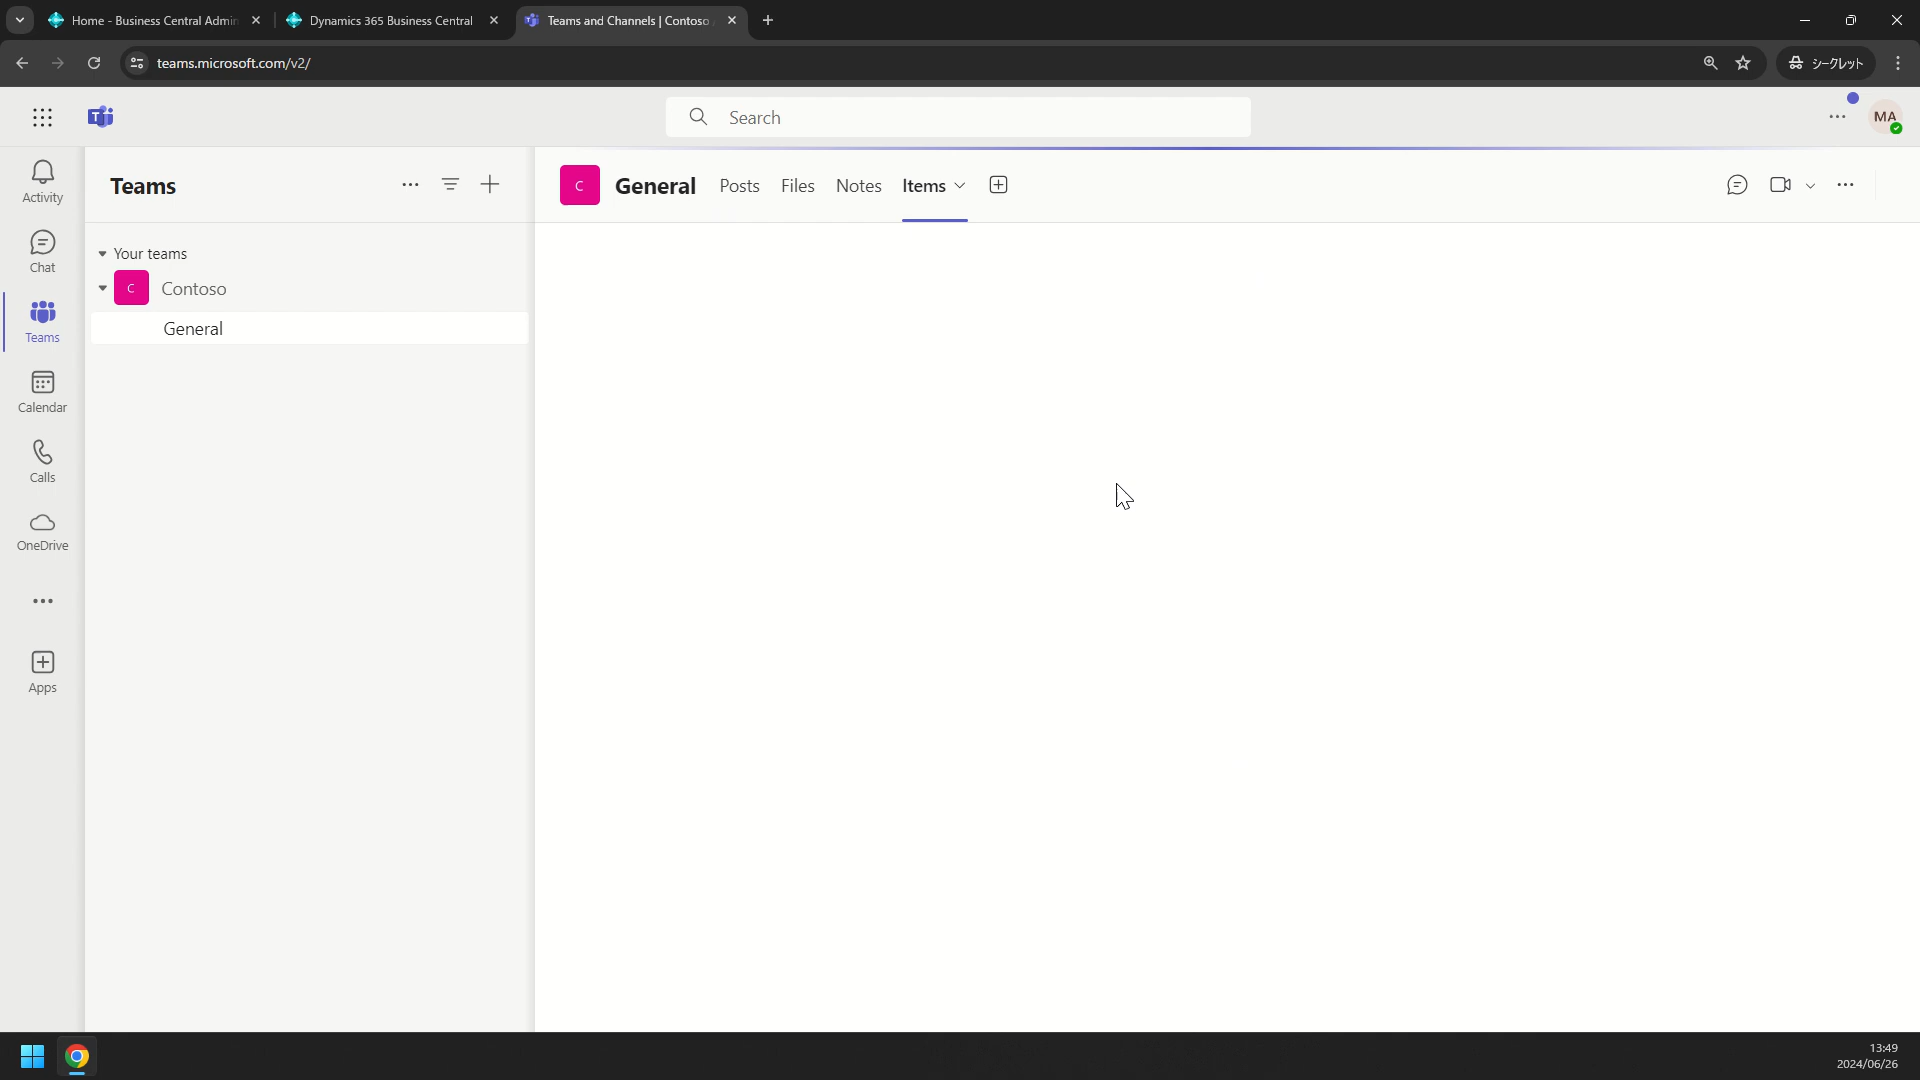 Home - Business Central Admin
Dynamics 365 Business Central
Teams and Channels | Contoso
teams.microsoft.com/v2/
シークレット
Search
MA
Activity
Chat
Teams
Calendar
Calls
OneDrive
Apps
Teams
Your teams
C
Contoso
General
C
General
Posts
Files
Notes
Items
13:49
2024/06/26